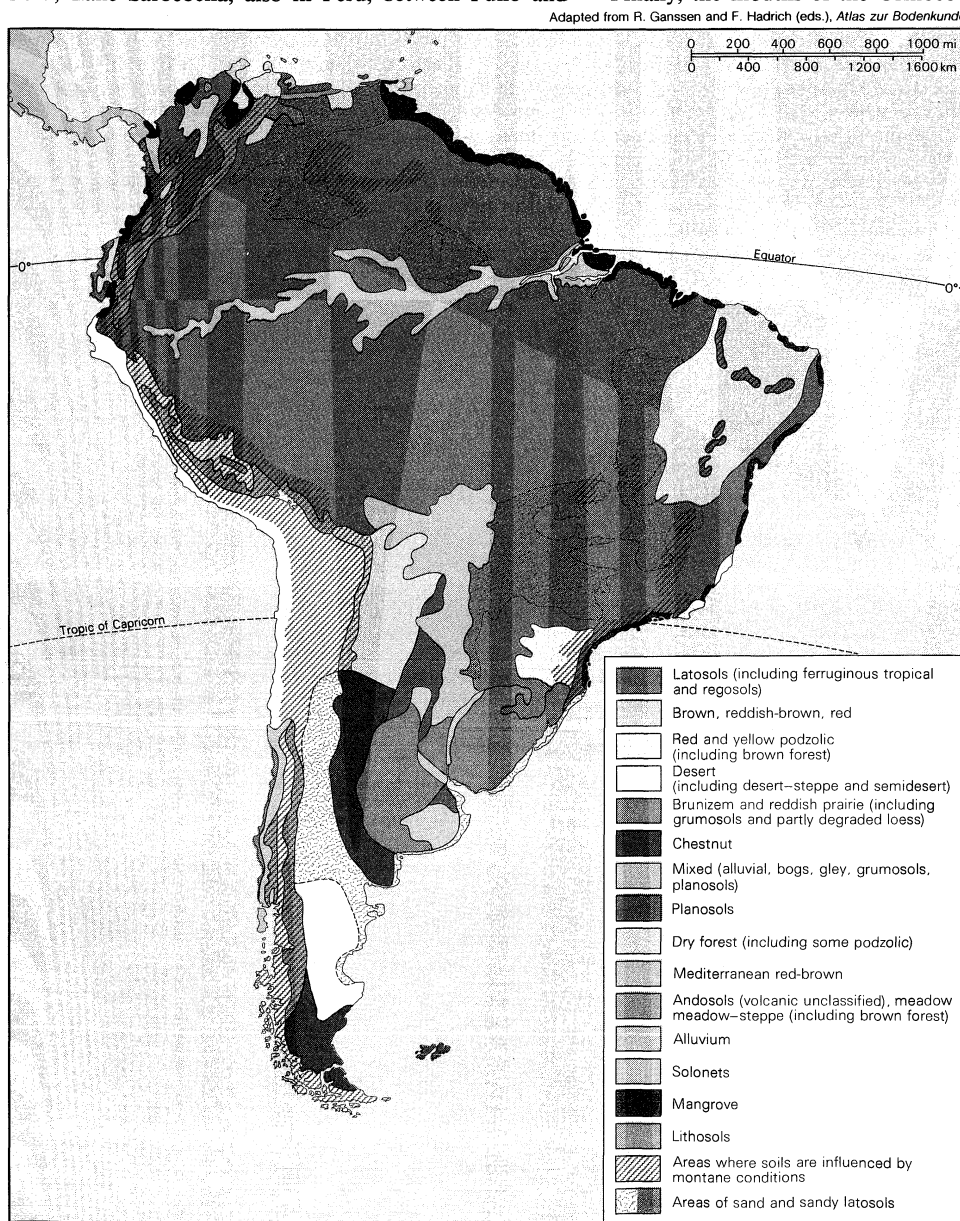 Adapted from R. Ganssen and F. Hadrich (eds.), Atlas zur Bodenkunde
0 200 400 600 800 1000 mi
0 400 800 1200 1600 km
Equator
0°
0°
Tropic of Capricorn
Latosols (including ferruginous tropical
and regosols)
Brown, reddish-brown, red
Red and yellow podzolic
(including brown forest)
Desert
(including desert–steppe and semidesert)
Brunizem and reddish prairie (including
grumosols and partly degraded loess)
Chestnut
Mixed (alluvial, bogs, gley, grumosols,
planosols)
Planosols
Dry forest (including some podzolic)
Mediterranean red-brown
Andosols (volcanic unclassified), meadow
meadow–steppe (including brown forest)
Alluvium
Solonets
Mangrove
Lithosols
Areas where soils are influenced by
montane conditions
Areas of sand and sandy latosols